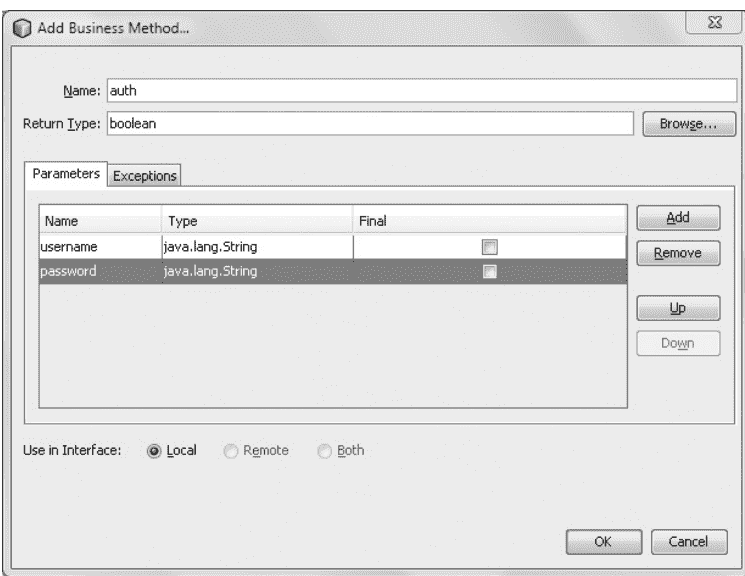 Add Business Method...
Name: auth
Return Type: boolean Browse...
Parameters Exceptions
Name Type Final Add
username java.lang.String
Remove
password java.lang.String
Up
Down
Use in Interface: Local Remote Both
OK Cancel